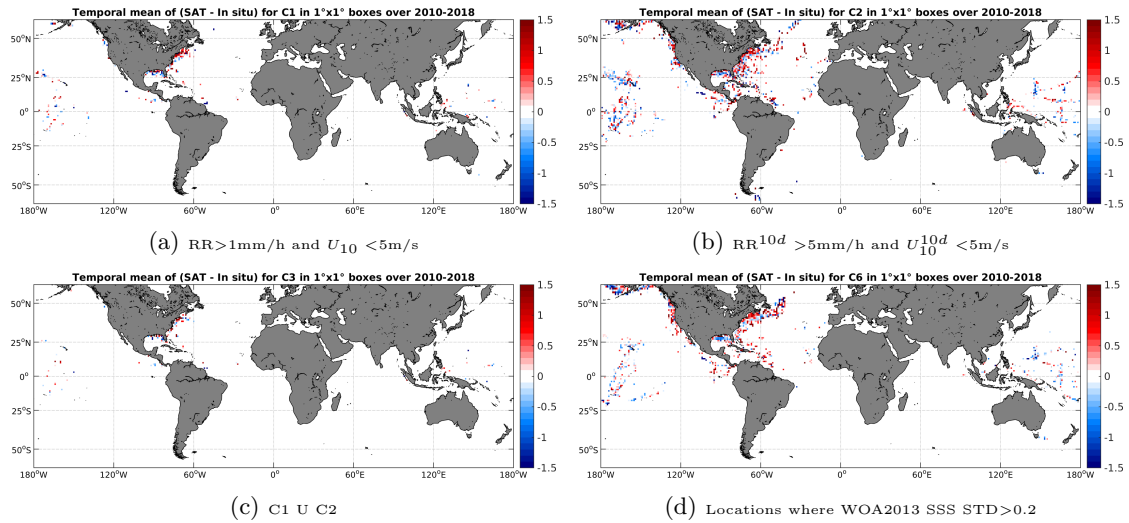 Temporal mean of (SAT - In situ) for C1 in 1°x1° boxes over 2010-2018
50°N
25°N
0°
25°S
50°S
180°W 120°W 60°W 0° 60°E 120°E 180°E
1.5
1
0.5
0
-0.5
-1
-1.5
(a) RR>1mm/h and U10 <5m/s
Temporal mean of (SAT - In situ) for C2 in 1°x1° boxes over 2010-2018
50°N
25°N
0°
25°S
50°S
180°W 120°W 60°W 0° 60°E 120°E 180°E
1.5
1
0.5
0
-0.5
-1
-1.5
(b) RR10d >5mm/h and U10d10 <5m/s
Temporal mean of (SAT - In situ) for C3 in 1°x1° boxes over 2010-2018
50°N
25°N
0°
25°S
50°S
180°W 120°W 60°W 0° 60°E 120°E 180°E
1.5
1
0.5
0
-0.5
-1
-1.5
(c) C1 U C2
Temporal mean of (SAT - In situ) for C6 in 1°x1° boxes over 2010-2018
50°N
25°N
0°
25°S
50°S
180°W 120°W 60°W 0° 60°E 120°E 180°E
1.5
1
0.5
0
-0.5
-1
-1.5
(d) Locations where WOA2013 SSS STD>0.2